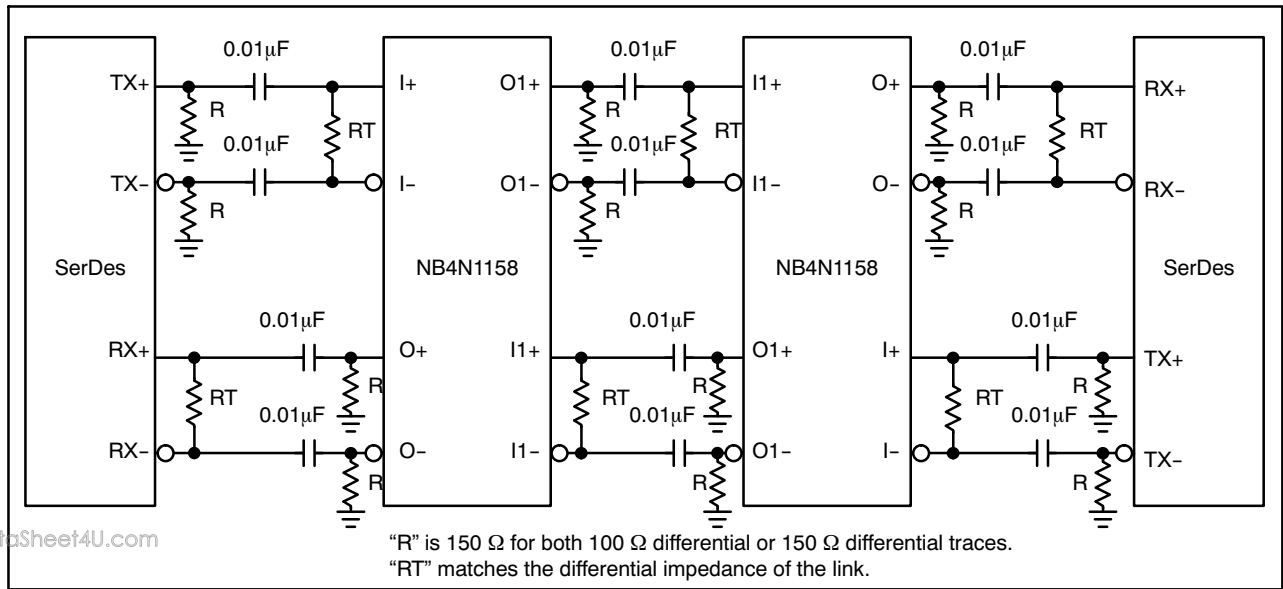 0.01μF 0.01μF 0.01μF
TX+ I+ O1+ I1+ O+ RX+
R RT R RT R RT
0.01μF 0.01μF 0.01μF
TX− I− O1− I1− O− RX−
R R R
SerDes NB4N1158 NB4N1158 SerDes
0.01μF 0.01μF 0.01μF
RX+ O+ I1+ O1+ I+ TX+
RT R RT R RT R
0.01μF 0.01μF 0.01μF
RX− O− I1− O1− I− TX−
R R R
“R” is 150 Ω for both 100 Ω differential or 150 Ω differential traces.
“RT” matches the differential impedance of the link.
taSheet4U.com